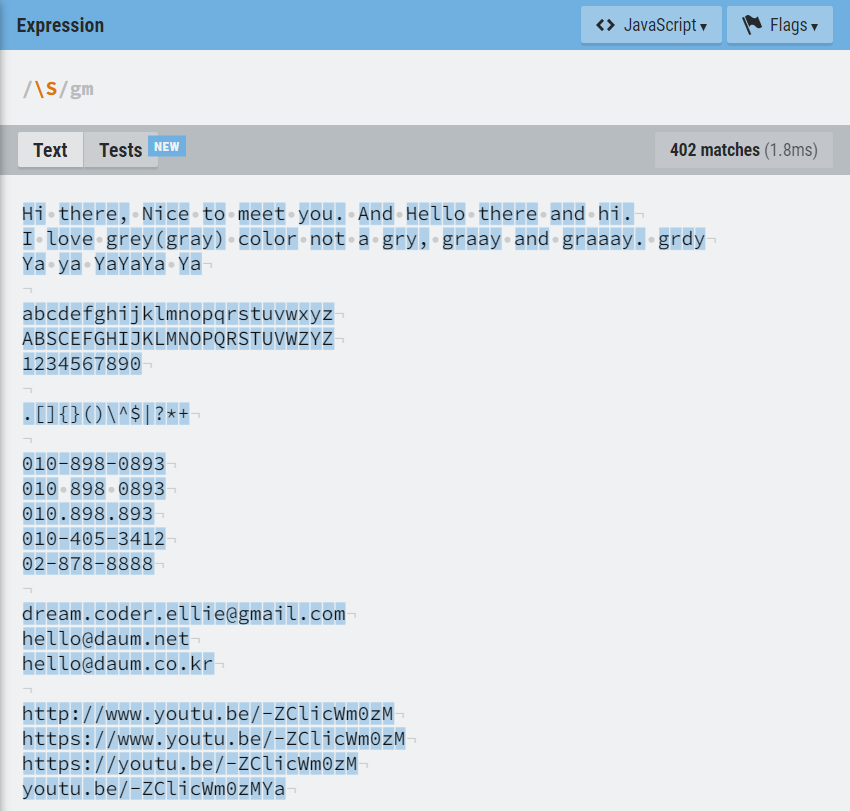 Expression
<> JavaScript ▾
Flags ▾
/\S/gm
Text
Tests NEW
402 matches (1.8ms)
Hi there, Nice to meet you. And Hello there and hi.
I love grey(gray) color not a gry, graay and graaay. grdy
Ya ya YaYaYa Ya
abcdefghijklmnopqrstuvwxyz
ABSCEFGHIJKLMNOPQRSTUVWZYZ
1234567890
.[]{}()\^$|?*+
010-898-0893
010 898 0893
010.898.893
010-405-3412
02-878-8888
dream.coder.ellie@gmail.com
hello@daum.net
hello@daum.co.kr
http://www.youtu.be/-ZClicWm0zM
https://www.youtu.be/-ZClicWm0zM
https://youtu.be/-ZClicWm0zM
youtu.be/-ZClicWm0zMYa